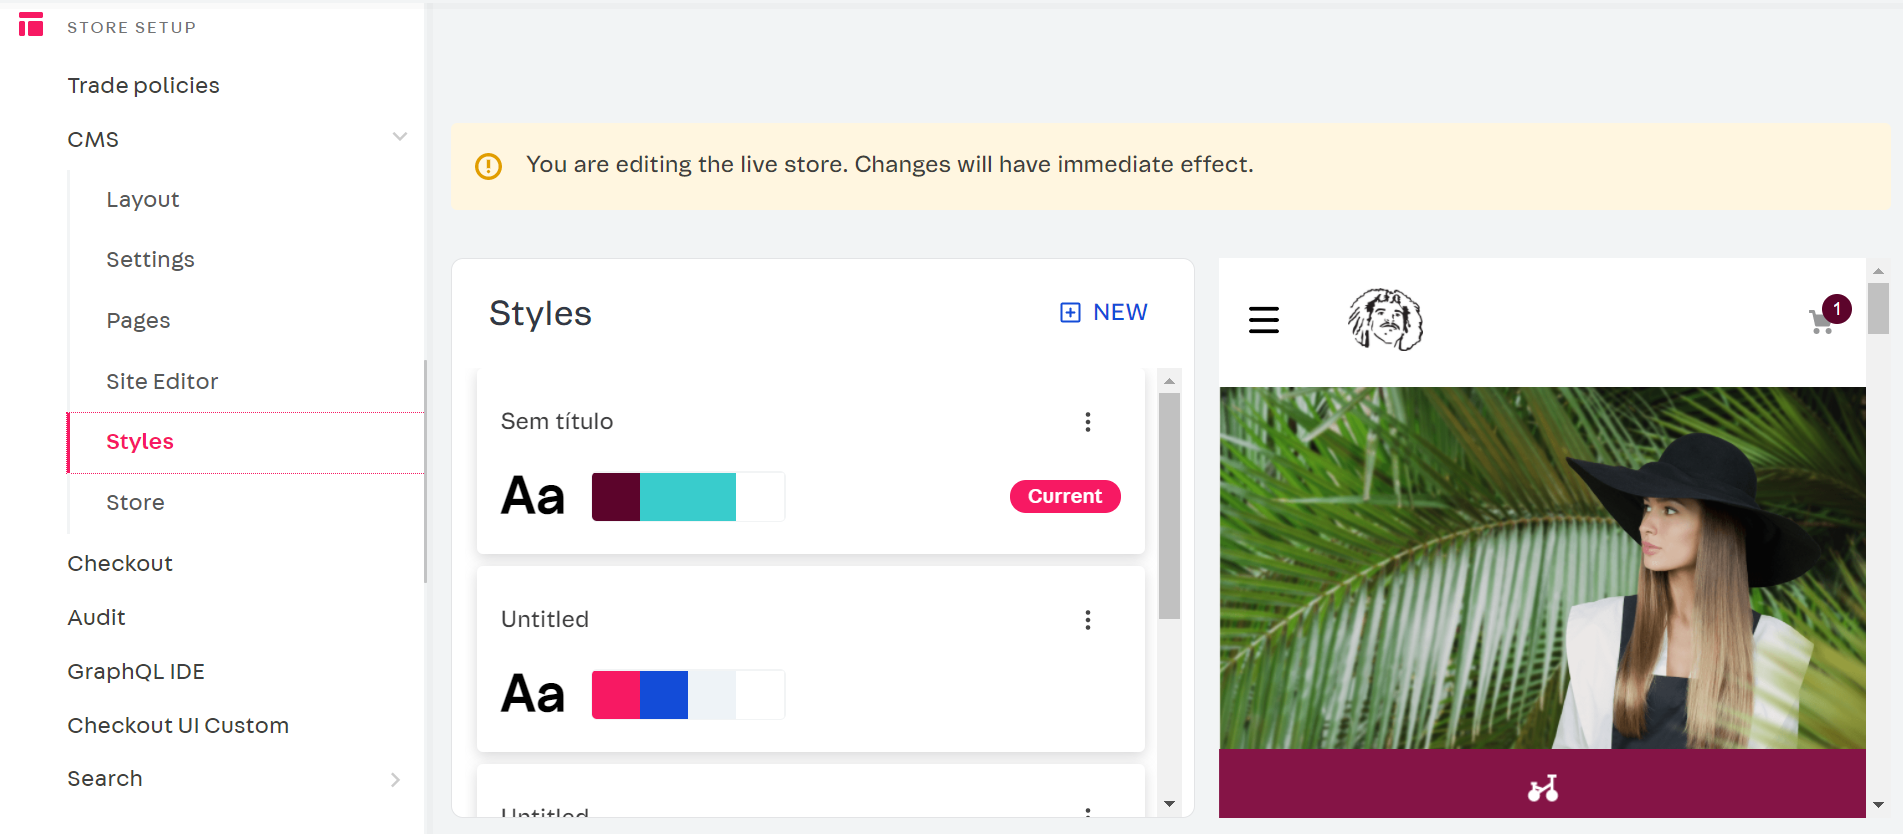 STORE SETUP
Trade policies
CMS
Layout
Settings
Pages
Site Editor
Styles
Store
Checkout
Audit
GraphQL IDE
Checkout UI Custom
Search
You are editing the live store. Changes will have immediate effect.
Styles
NEW
Sem título
Aa
Current
Untitled
Aa
Untitled
1